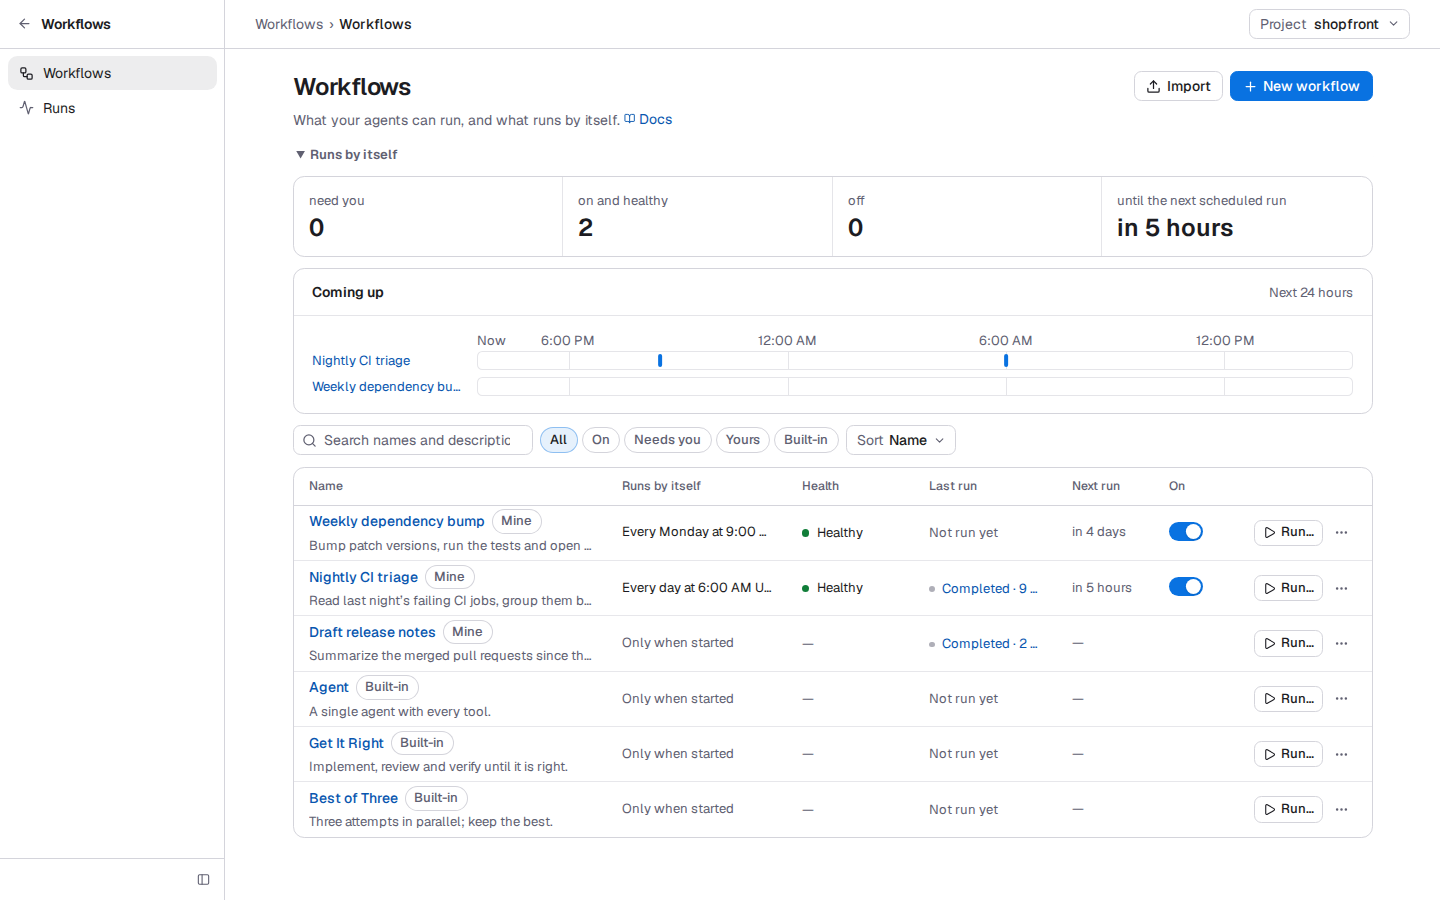 Workflows
Workflows › Workflows
Project shopfront
Workflows
Runs
Workflows
Import
New workflow
What your agents can run, and what runs by itself. Docs
Runs by itself
need you
0
on and healthy
2
off
0
until the next scheduled run
in 5 hours
Coming up
Next 24 hours
Now 6:00 PM 12:00 AM 6:00 AM 12:00 PM
Nightly CI triage
Weekly dependency bu...
Search names and descriptic
All On Needs you Yours Built-in
Sort Name
Name Runs by itself Health Last run Next run On
Weekly dependency bump Mine
Bump patch versions, run the tests and open ...
Every Monday at 9:00 ... Healthy Not run yet in 4 days Run...
Nightly CI triage Mine
Read last night's failing CI jobs, group them b...
Every day at 6:00 AM U... Healthy Completed · 9 ... in 5 hours Run...
Draft release notes Mine
Summarize the merged pull requests since th...
Only when started — Completed · 2 ... — Run...
Agent Built-in
A single agent with every tool.
Only when started — Not run yet — Run...
Get It Right Built-in
Implement, review and verify until it is right.
Only when started — Not run yet — Run...
Best of Three Built-in
Three attempts in parallel; keep the best.
Only when started — Not run yet — Run...